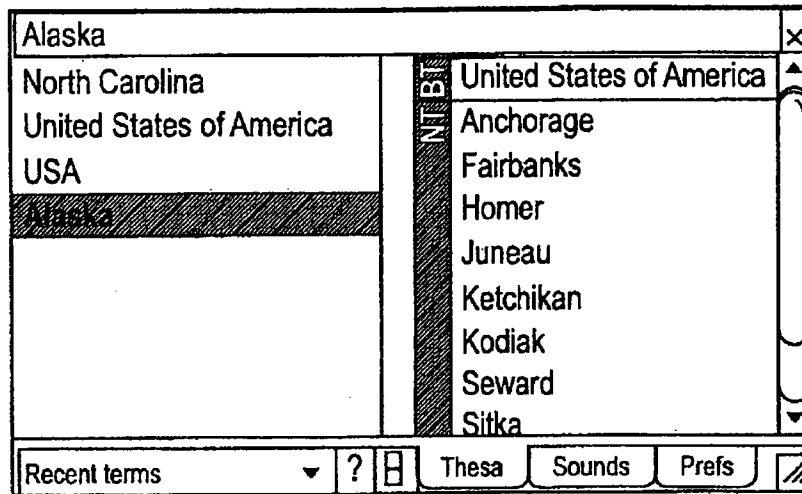 Alaska
×
North Carolina
United States of America
USA
Alaska
BT
United States of America
NT
Anchorage
Fairbanks
Homer
Juneau
Ketchikan
Kodiak
Seward
Sitka
Recent terms
?
Thesa
Sounds
Prefs